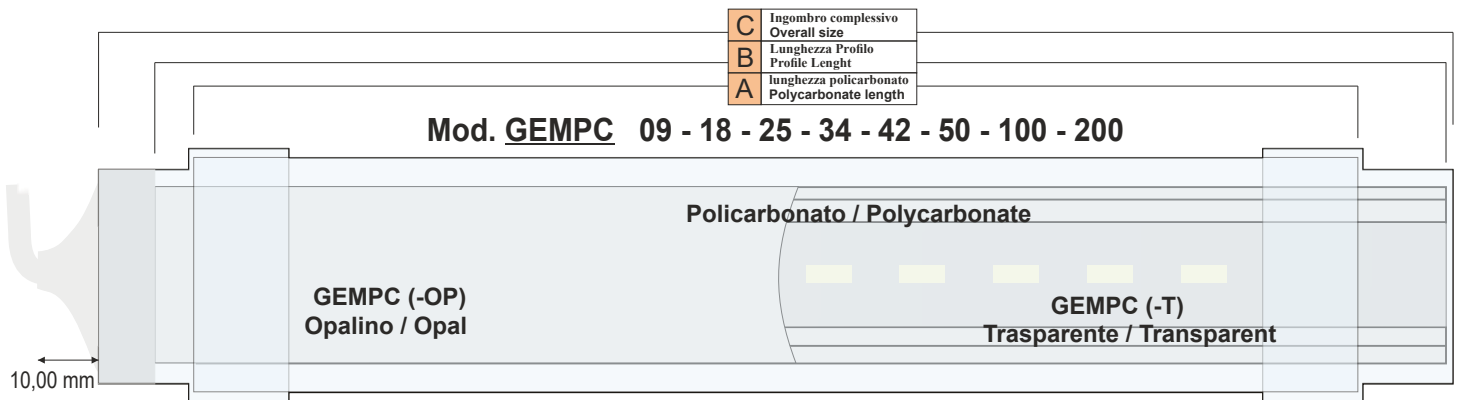 C Ingombro complessivo
Overall size
B Lunghezza Profilo
Profile Lenght
A lunghezza policarbonato
Polycarbonate length
Mod. GEMPC 09 - 18 - 25 - 34 - 42 - 50 - 100 - 200
Policarbonato / Polycarbonate
GEMPC (-OP)
Opalino / Opal
GEMPC (-T)
Trasparente / Transparent
10,00 mm